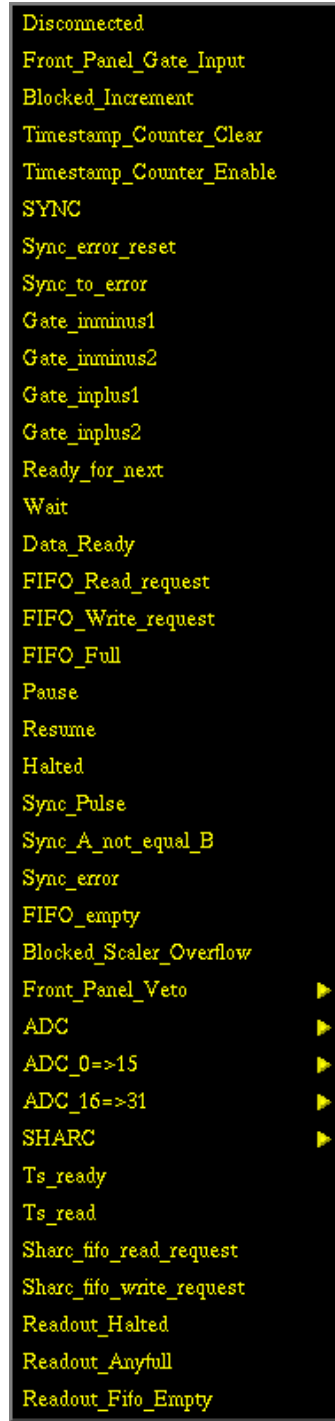 Disconnected
Front_Panel_Gate_Input
Blocked_Increment
Timestamp_Counter_Clear
Timestamp_Counter_Enable
SYNC
Sync_error_reset
Sync_to_error
Gate_inminus1
Gate_inminus2
Gate_inplus1
Gate_inplus2
Ready_for_next
Wait
Data_Ready
FIFO_Read_request
FIFO_Write_request
FIFO_Full
Pause
Resume
Halted
Sync_Pulse
Sync_A_not_equal_B
Sync_error
FIFO_empty
Blocked_Scaler_Overflow
Front_Panel_Veto
ADC
ADC_0=>15
ADC_16=>31
SHARC
Ts_ready
Ts_read
Sharc_fifo_read_request
Sharc_fifo_write_request
Readout_Halted
Readout_Anyfull
Readout_Fifo_Empty